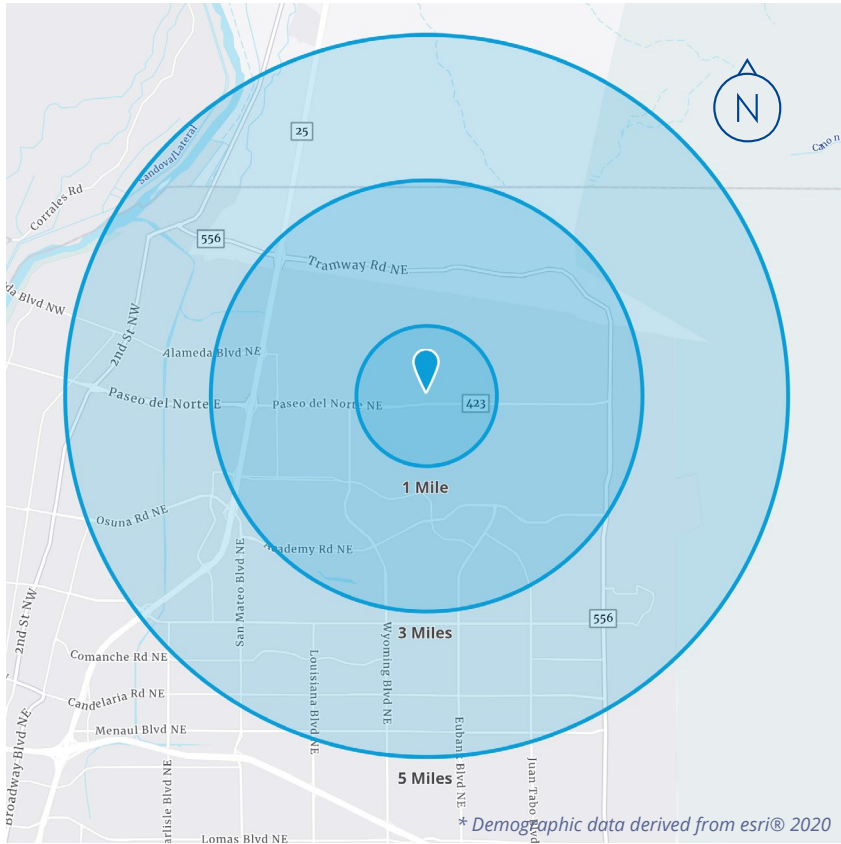 N
25
Cano n
Sandoval Lateral
Corrales Rd
556
Tramway Rd NE
da Blvd NW
2nd St NW
Alameda Blvd NE
Paseo del Norte E
Paseo del Norte NE
423
1 Mile
Osuna Rd NE
Academy Rd NE
San Mateo Blvd NE
556
2nd St NW
3 Miles
Comanche Rd NE
Louisiana Blvd NE
Wyoming Blvd NE
Candelaria Rd NE
Menaul Blvd NE
Broadway Blvd NE
Eubank Blvd NE
5 Miles
Juan Tabo Blvd
arlisle Blvd NE
* Demographic data derived from esri® 2020
Lomas Blvd NE